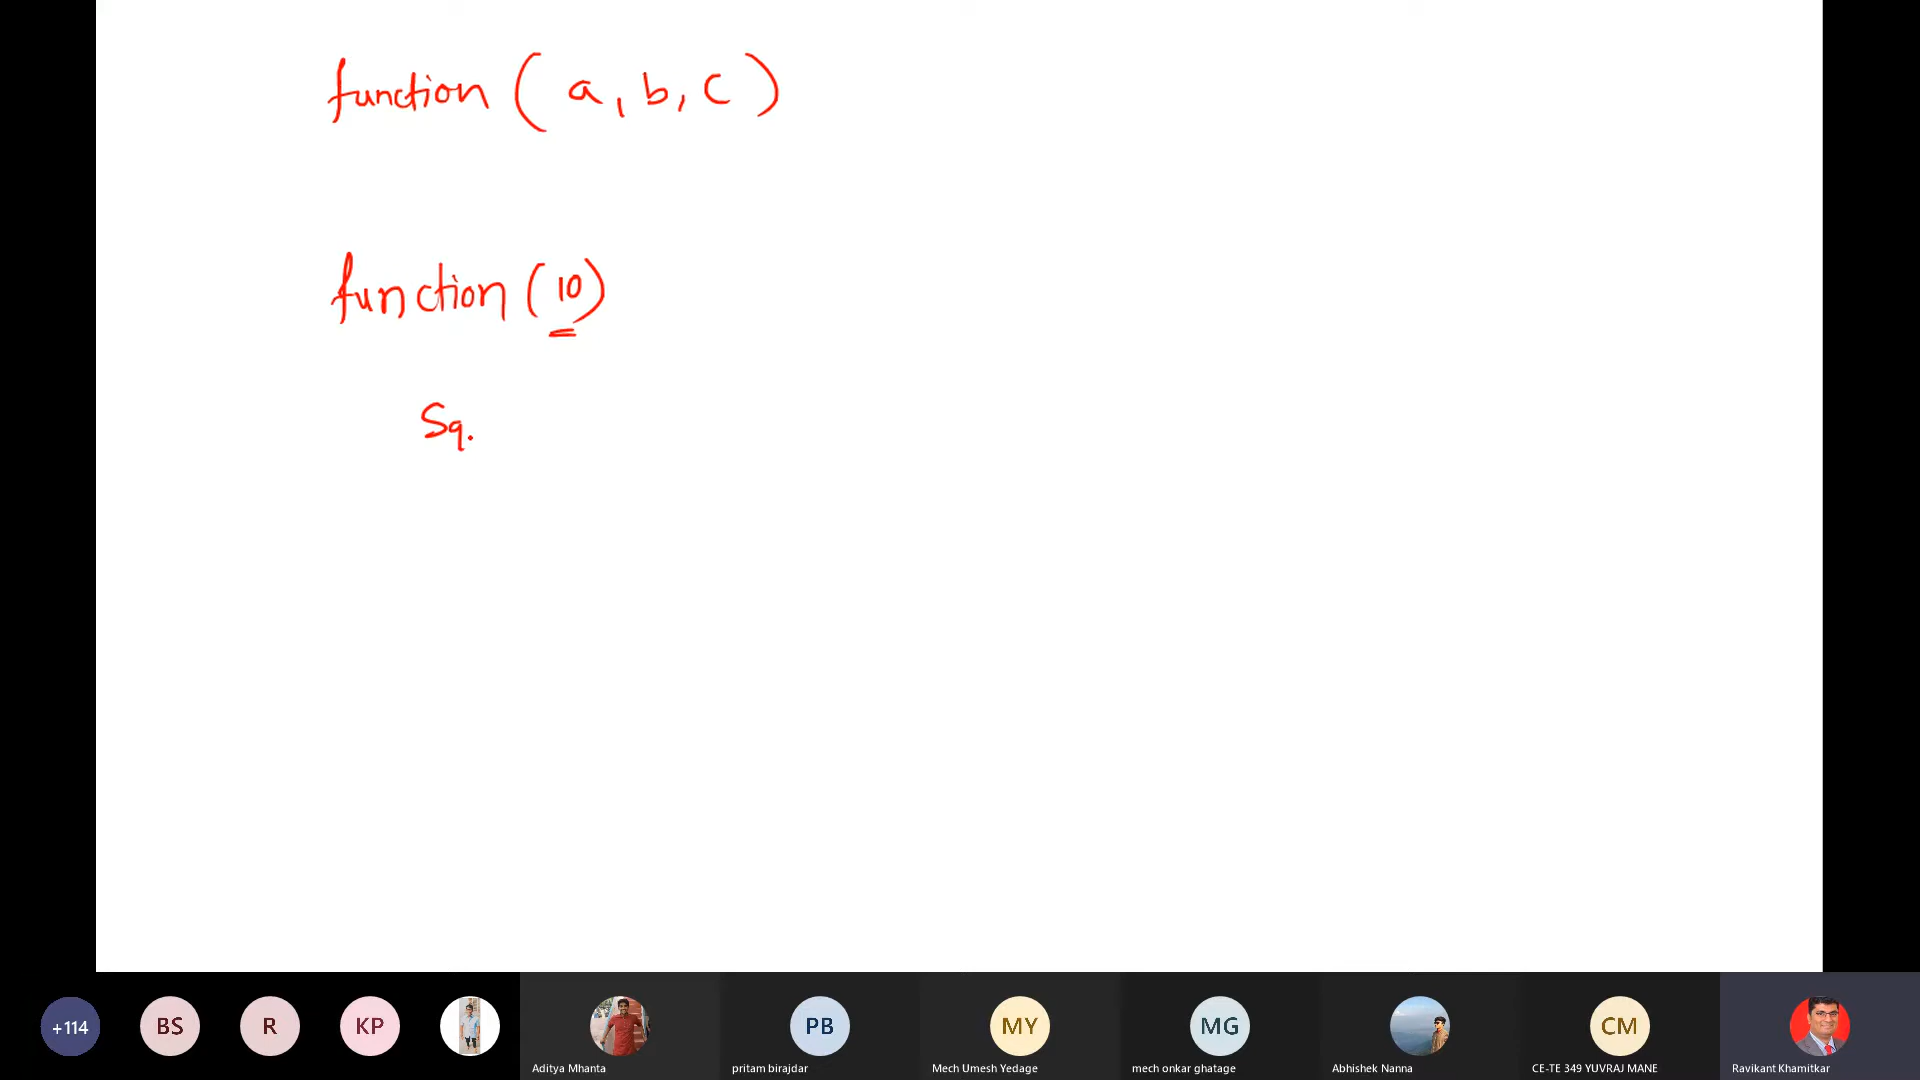 function ( a, b, c )
function (10)
Sq.
+114
BS
R
KP
PB
MY
MG
CM
Aditya Mhanta
pritam birajdar
Mech Umesh Yedage
mech onkar ghatage
Abhishek Nanna
CE-TE 349 YUVRAJ MANE
Ravikant Khamitkar